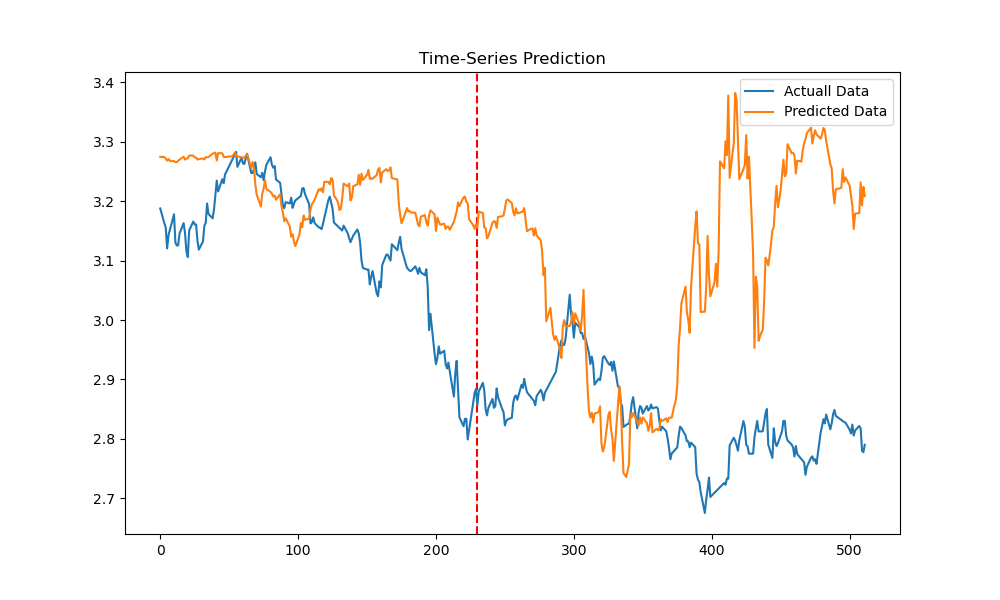 Time-Series Prediction
Actuall Data
Predicted Data
3.4
3.3
3.2
3.1
3.0
2.9
2.8
2.7
0 100 200 300 400 500